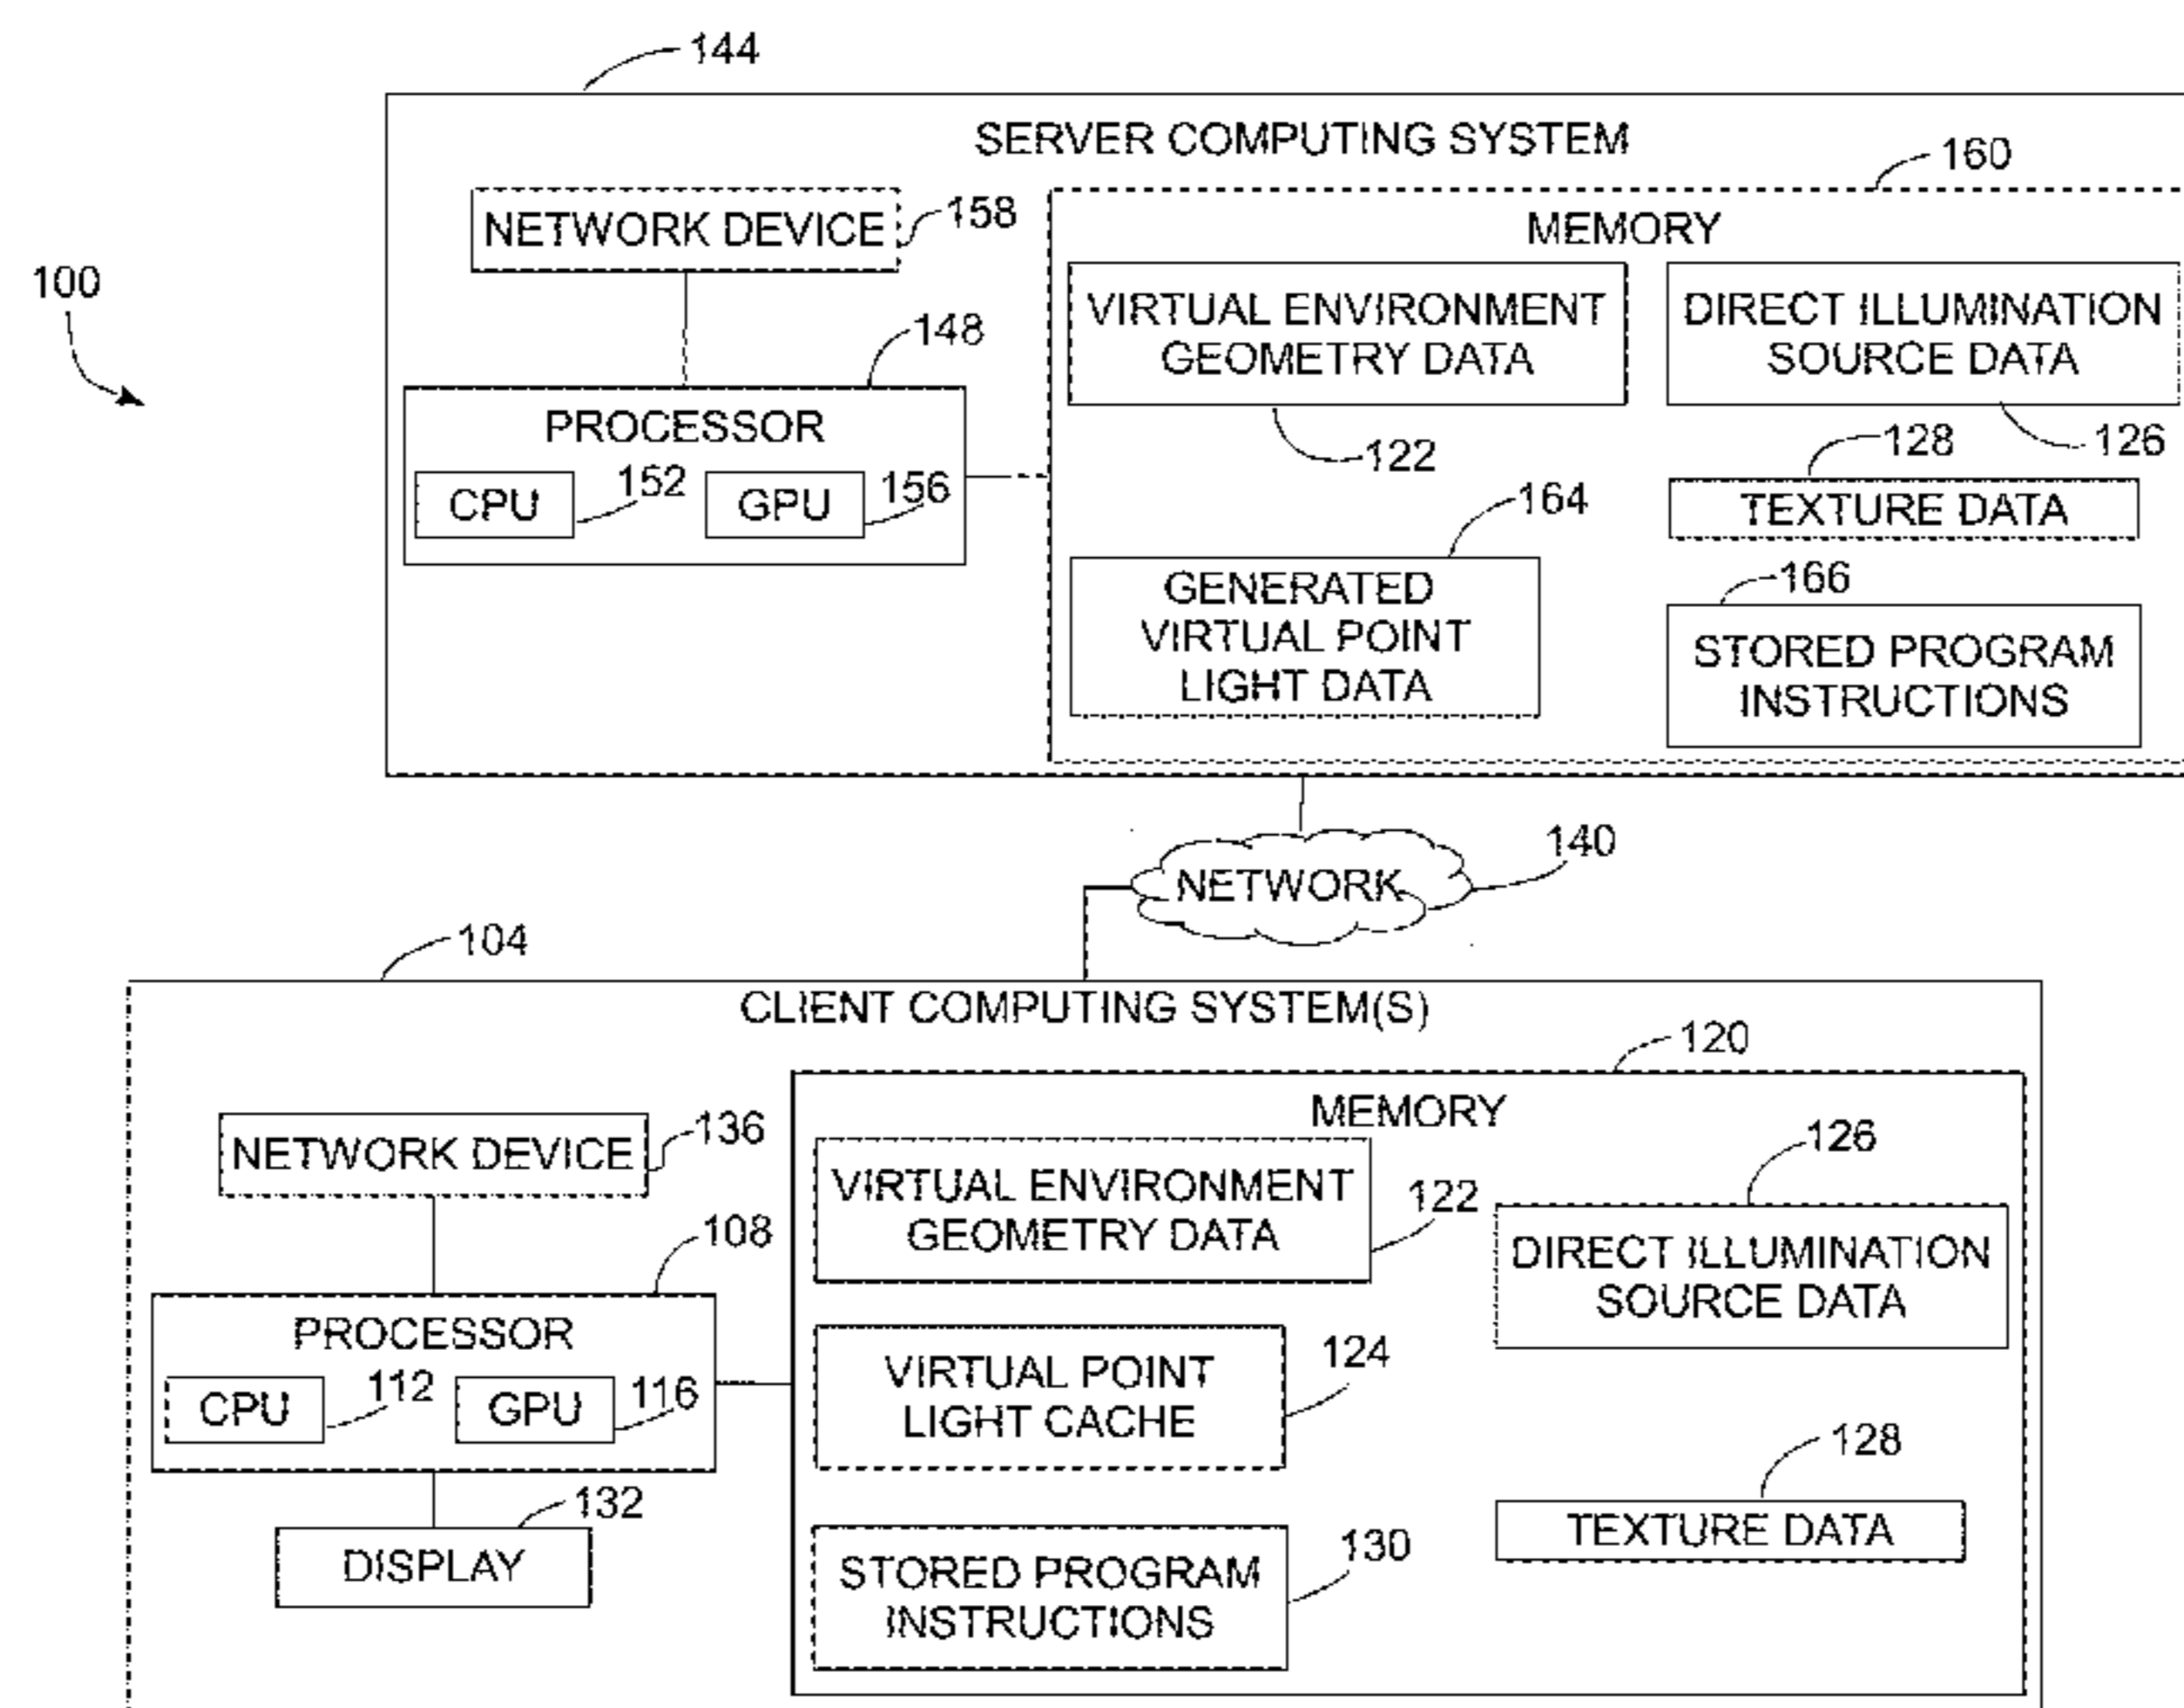 144
SERVER COMPUTING SYSTEM
160
NETWORK DEVICE
158
MEMORY
100
VIRTUAL ENVIRONMENT
GEOMETRY DATA
DIRECT ILLUMINATION
SOURCE DATA
148
PROCESSOR
122
128
126
CPU
152
GPU
156
164
TEXTURE DATA
GENERATED
VIRTUAL POINT
LIGHT DATA
166
STORED PROGRAM
INSTRUCTIONS
NETWORK
140
104
CLIENT COMPUTING SYSTEM(S)
120
MEMORY
NETWORK DEVICE
136
VIRTUAL ENVIRONMENT
GEOMETRY DATA
122
126
DIRECT ILLUMINATION
SOURCE DATA
108
PROCESSOR
CPU
112
GPU
116
VIRTUAL POINT
LIGHT CACHE
124
128
TEXTURE DATA
132
DISPLAY
STORED PROGRAM
INSTRUCTIONS
130